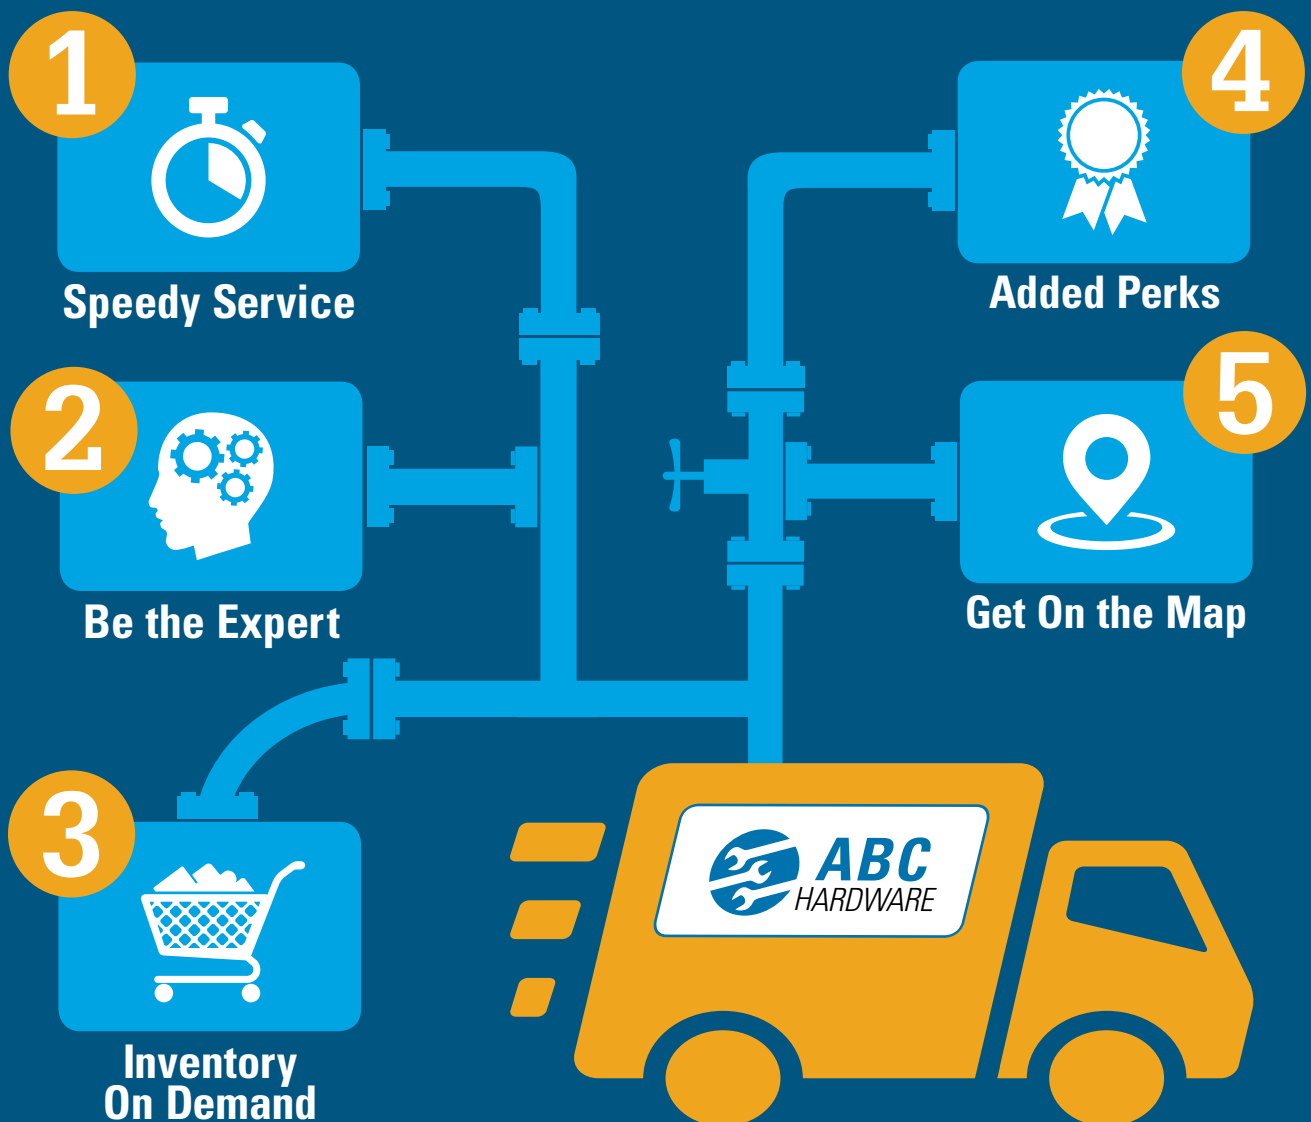 1
Speedy Service
2
Be the Expert
3
Inventory
On Demand
4
Added Perks
5
Get On the Map
ABC
HARDWARE